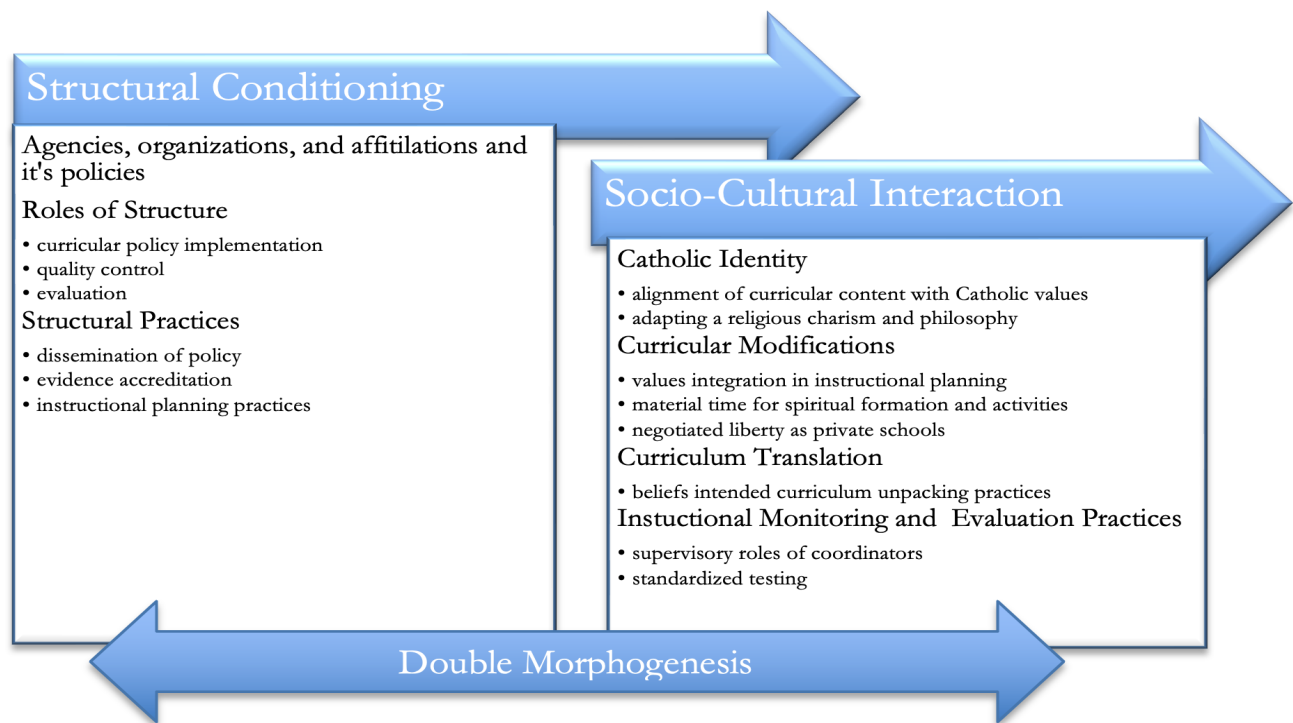 Structural Conditioning
Agencies, organizations, and affitilations and
it's policies
Roles of Structure
• curricular policy implementation
• quality control
• evaluation
Structural Practices
• dissemination of policy
• evidence accreditation
• instructional planning practices
Socio-Cultural Interaction
Catholic Identity
• alignment of curricular content with Catholic values
• adapting a religious charism and philosophy
Curricular Modifications
• values integration in instructional planning
• material time for spiritual formation and activities
• negotiated liberty as private schools
Curriculum Translation
• beliefs intended curriculum unpacking practices
Instuctional Monitoring and Evaluation Practices
• supervisory roles of coordinators
• standardized testing
Double Morphogenesis